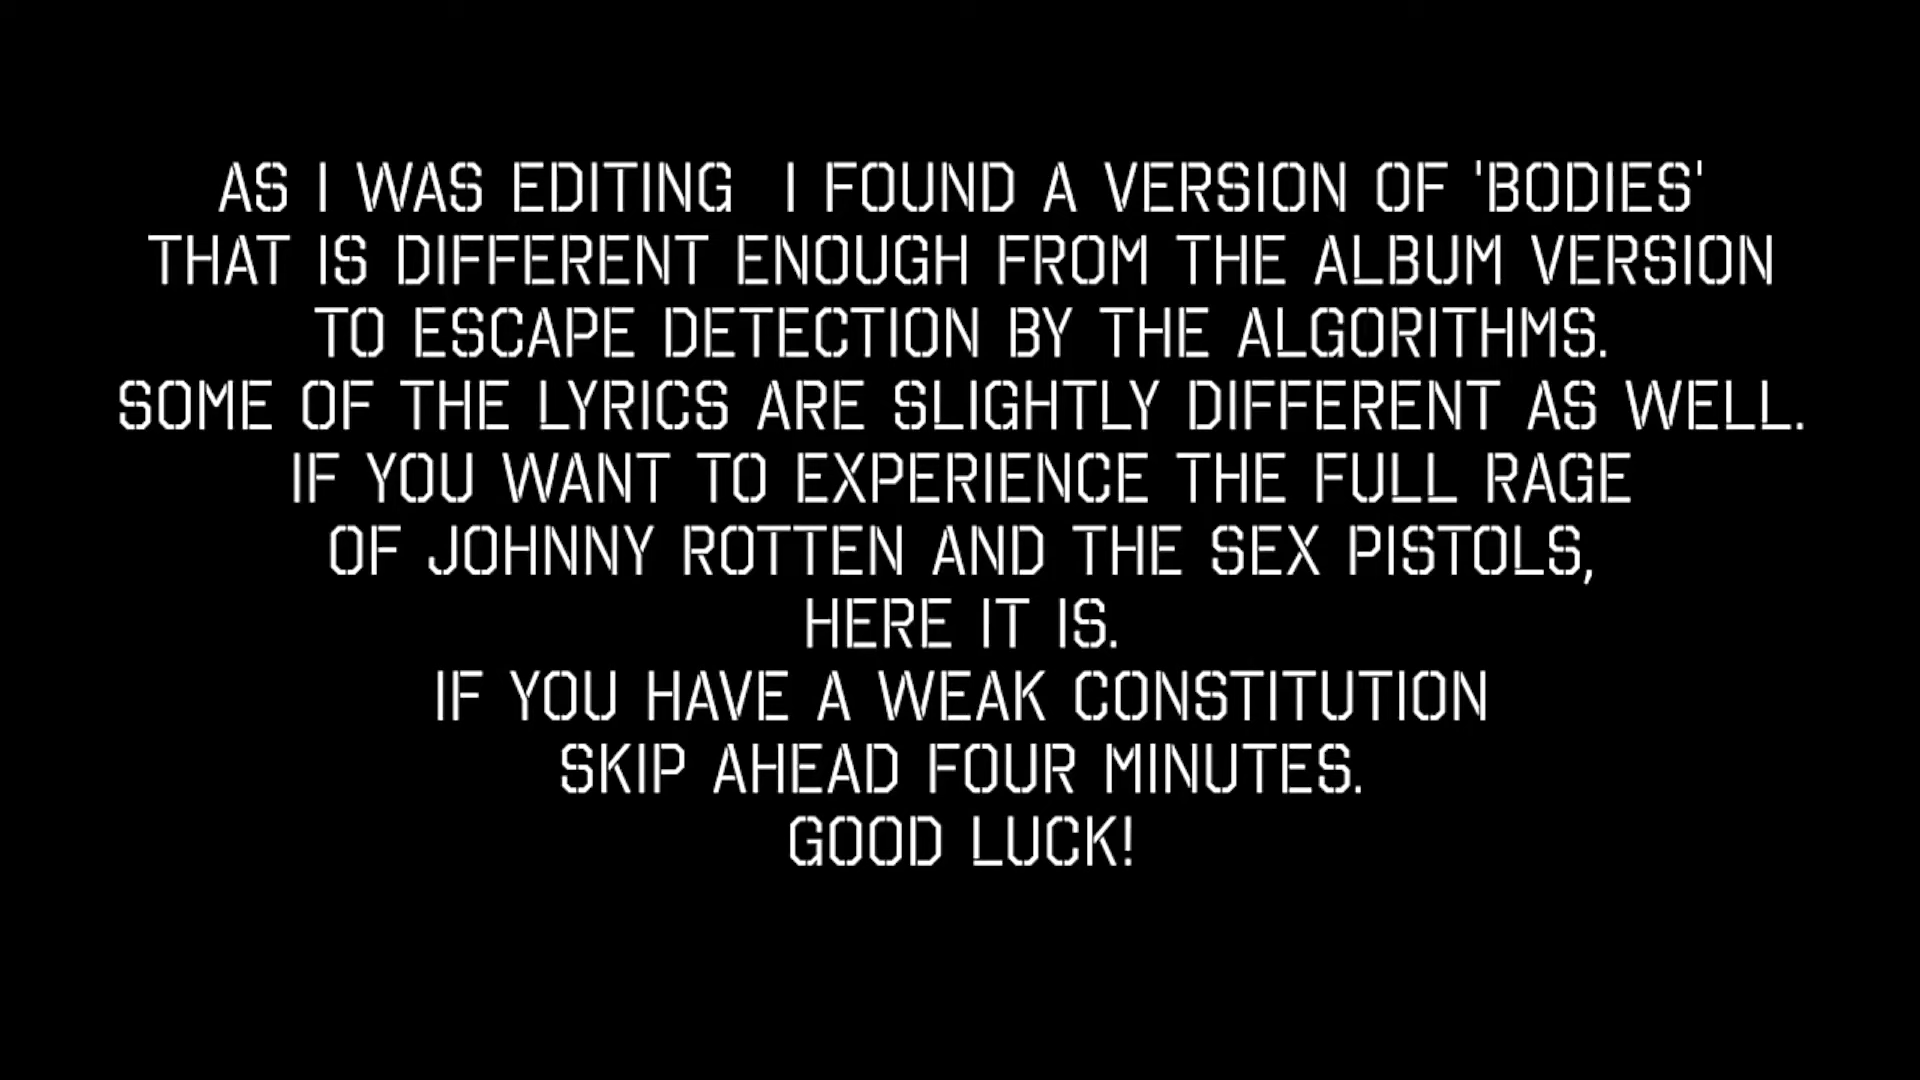 AS I WAS EDITING  I FOUND A VERSION OF 'BODIES'
THAT IS DIFFERENT ENOUGH FROM THE ALBUM VERSION
TO ESCAPE DETECTION BY THE ALGORITHMS.
SOME OF THE LYRICS ARE SLIGHTLY DIFFERENT AS WELL.
IF YOU WANT TO EXPERIENCE THE FULL RAGE
OF JOHNNY ROTTEN AND THE SEX PISTOLS,
HERE IT IS.
IF YOU HAVE A WEAK CONSTITUTION
SKIP AHEAD FOUR MINUTES.
GOOD LUCK!